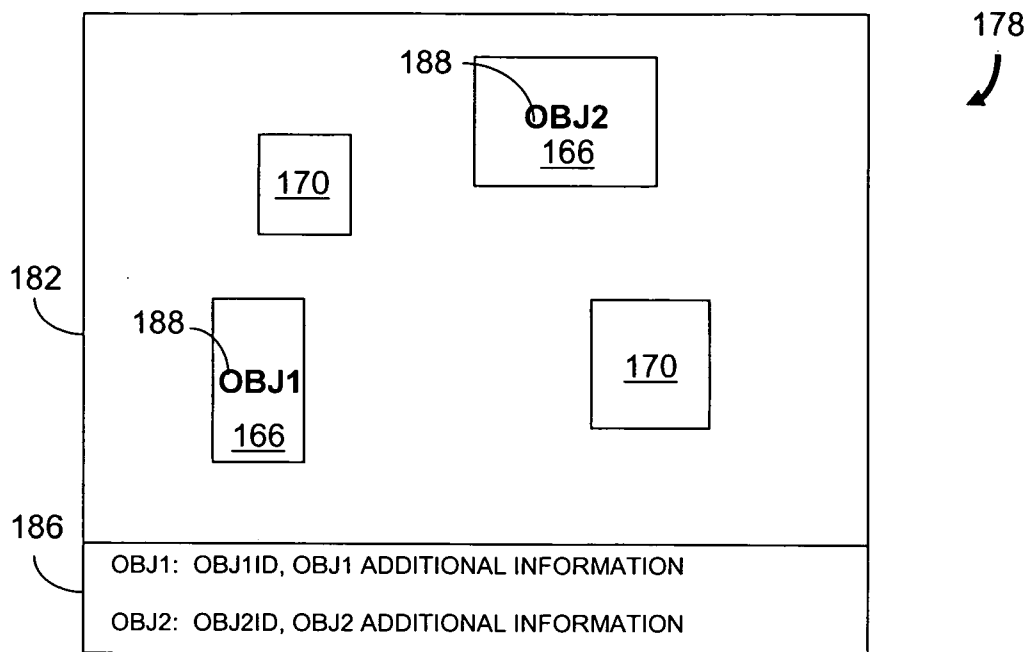 178
188
OBJ2
166
170
182
188
OBJ1
166
170
186
OBJ1: OBJ1ID, OBJ1 ADDITIONAL INFORMATION
OBJ2: OBJ2ID, OBJ2 ADDITIONAL INFORMATION